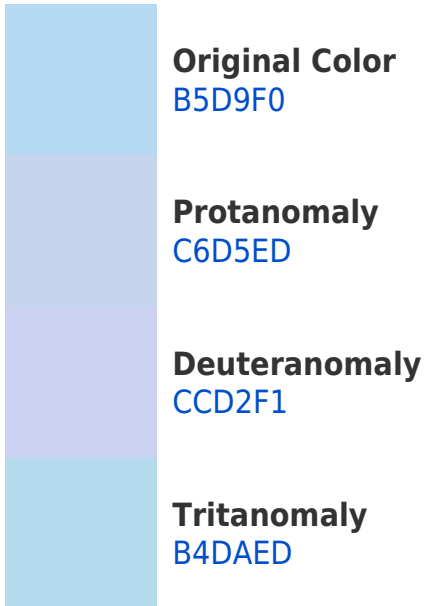 Original Color
B5D9F0
Protanomaly
C6D5ED
Deuteranomaly
CCD2F1
Tritanomaly
B4DAED